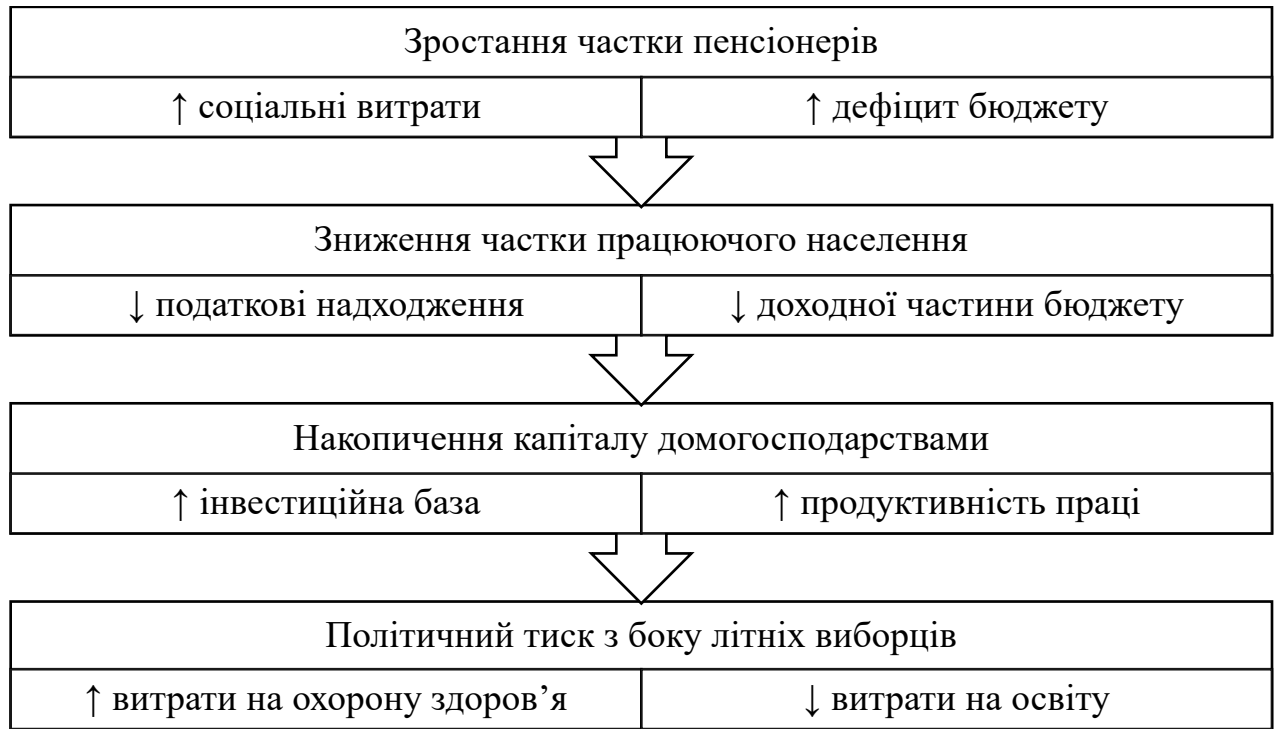 Зростання частки пенсіонерів
↑ соціальні витрати
↑ дефіцит бюджету
Зниження частки працюючого населення
↓ податкові надходження
↓ доходної частини бюджету
Накопичення капіталу домогосподарствами
↑ інвестиційна база
↑ продуктивність праці
Політичний тиск з боку літніх виборців
↑ витрати на охорону здоров’я
↓ витрати на освіту